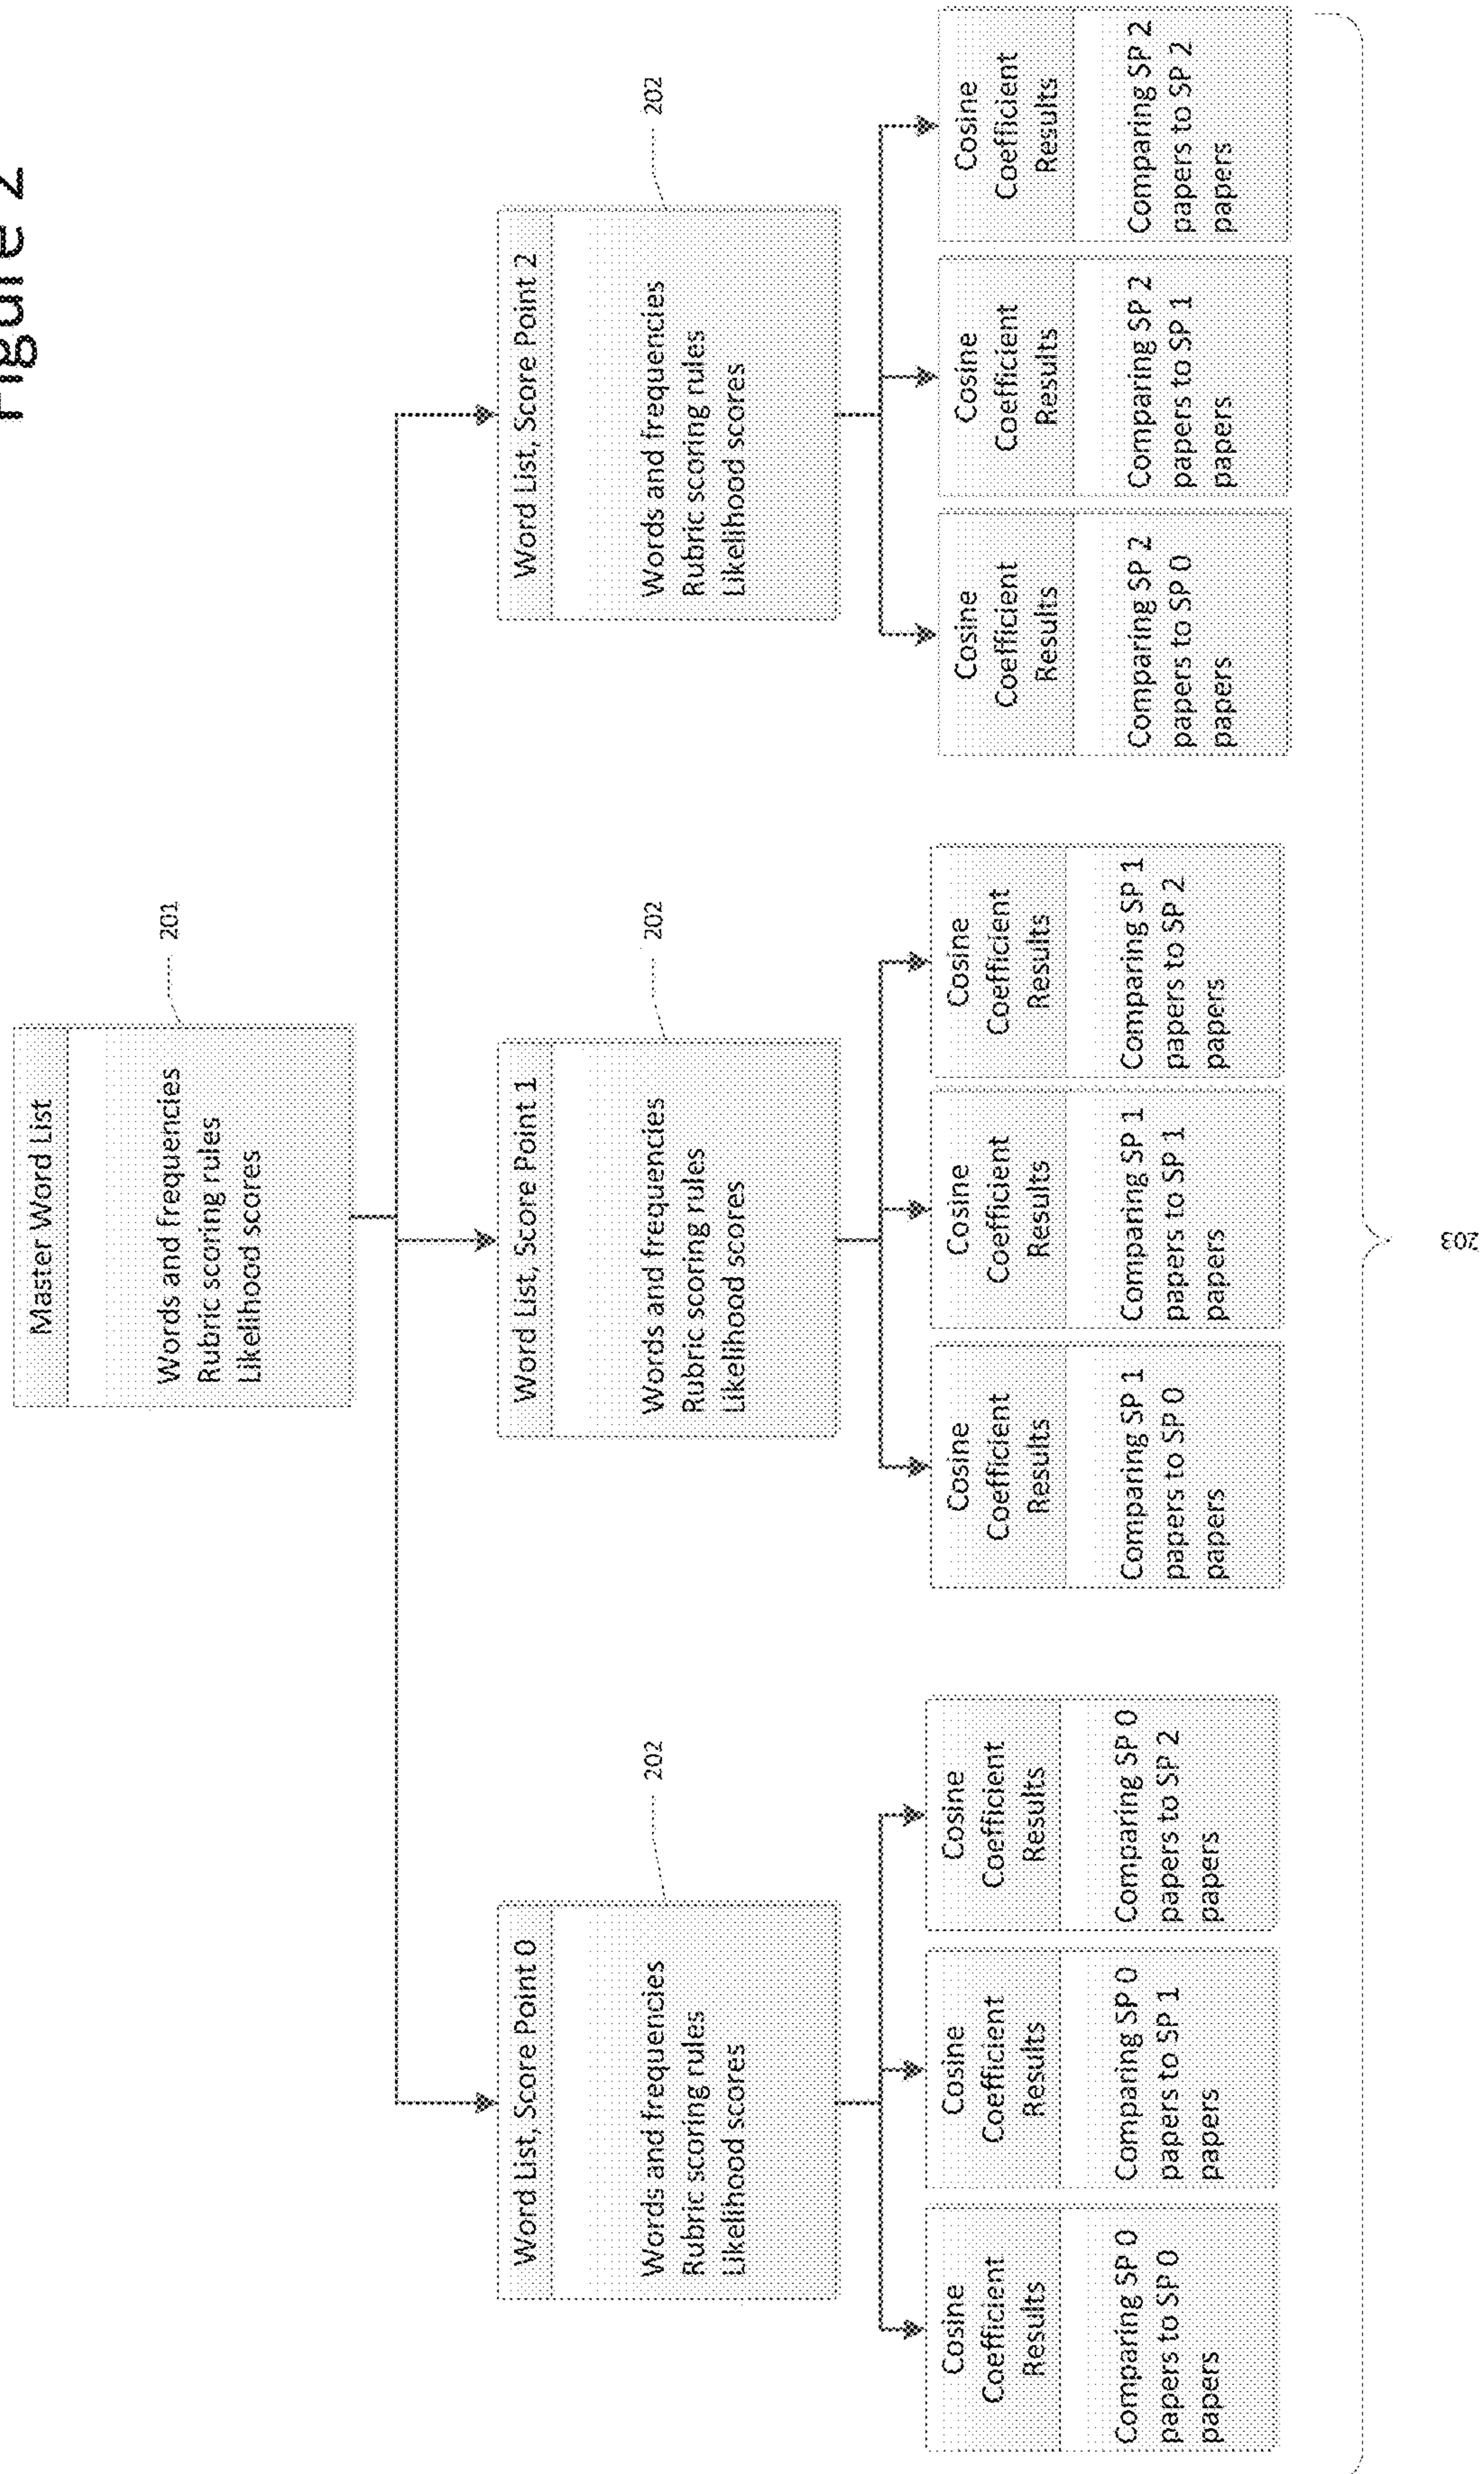 Figure 2
Master Word List
Words and frequencies
Rubric scoring rules
Likelihood scores
201
Word List, Score Point 0
Words and frequencies
Rubric scoring rules
Likelihood scores
202
Word List, Score Point 1
Words and frequencies
Rubric scoring rules
Likelihood scores
202
Word List, Score Point 2
Words and frequencies
Rubric scoring rules
Likelihood scores
202
Cosine
Coefficient
Results
Comparing SP 0
papers to SP 0
papers
Cosine
Coefficient
Results
Comparing SP 0
papers to SP 1
papers
Cosine
Coefficient
Results
Comparing SP 0
papers to SP 2
papers
Cosine
Coefficient
Results
Comparing SP 1
papers to SP 0
papers
Cosine
Coefficient
Results
Comparing SP 1
papers to SP 1
papers
Cosine
Coefficient
Results
Comparing SP 1
papers to SP 2
papers
Cosine
Coefficient
Results
Comparing SP 2
papers to SP 0
papers
Cosine
Coefficient
Results
Comparing SP 2
papers to SP 1
papers
Cosine
Coefficient
Results
Comparing SP 2
papers to SP 2
papers
203